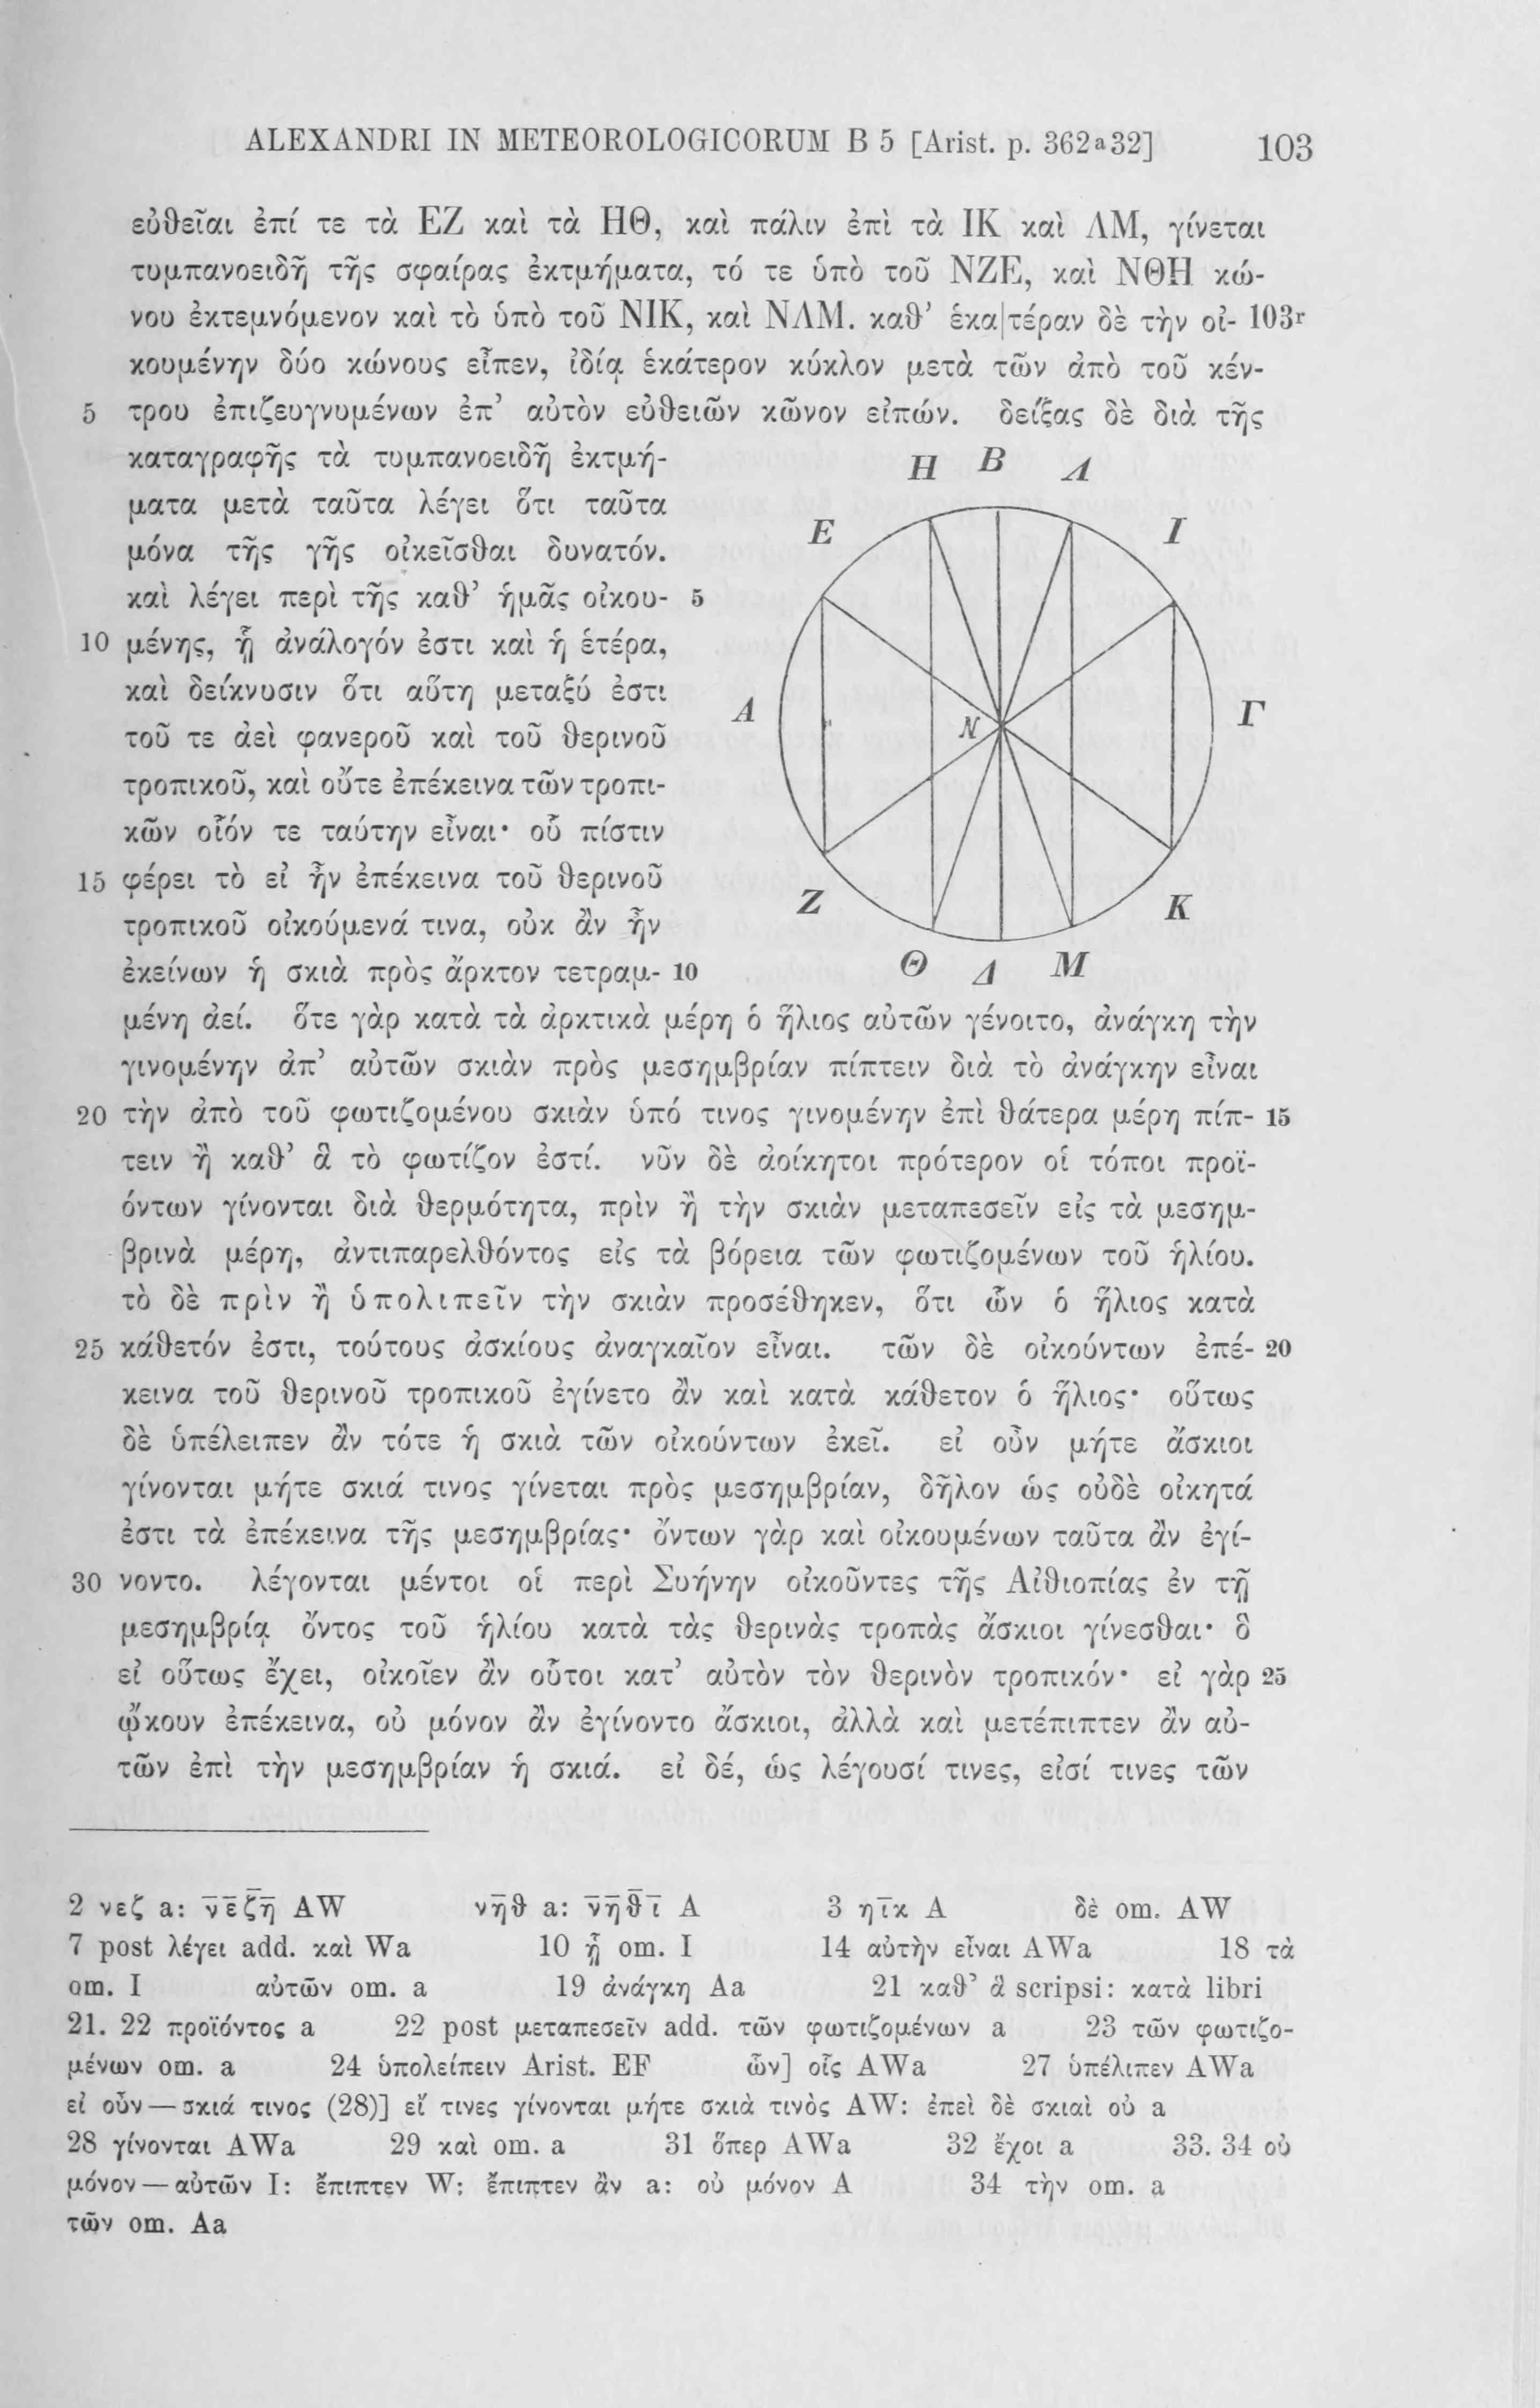 ALEXANDRI IN METEOROLOGICORUM B 5 [Arist. p. 362a32] 103
εὐθεῖαι ἐπί τε τὰ ΕΖ καὶ τὰ ΗΘ, καὶ πάλιν ἐπὶ τὰ ΙΚ καὶ ΛΜ, γίνεται
τυμπανοειδῆ τῆς σφαίρας ἐκτμήματα, τό τε ὑπὸ τοῦ ΝΖΕ, καὶ ΝΘΗ κώ-
νου ἐκτεμνόμενον καὶ τὸ ὑπὸ τοῦ ΝΙΚ, καὶ ΝΛΜ. καθ’ ἑκα|τέραν δὲ τὴν οἰ- 103r
κουμένην δύο κώνους εἶπεν, ἰδίᾳ ἑκάτερον κύκλον μετὰ τῶν ἀπὸ τοῦ κέν-
5 τρου ἐπιζευγνυμένων ἐπ’ αὐτὸν εὐθειῶν κῶνον εἰπών. δείξας δὲ διὰ τῆς
καταγραφῆς τὰ τυμπανοειδῆ ἐκτμή-
ματα μετὰ ταῦτα λέγει ὅτι ταῦτα
μόνα τῆς γῆς οἰκεῖσθαι δυνατόν.
καὶ λέγει περὶ τῆς καθ’ ἡμᾶς οἰκου- 5
10 μένης, ᾗ ἀνάλογόν ἐστι καὶ ἡ ἑτέρα,
καὶ δείκνυσιν ὅτι αὕτη μεταξύ ἐστι
τοῦ τε ἀεὶ φανεροῦ καὶ τοῦ θερινοῦ
τροπικοῦ, καὶ οὔτε ἐπέκεινα τῶν τροπι-
κῶν οἷόν τε ταύτην εἶναι· οὗ πίστιν
15 φέρει τὸ εἰ ἦν ἐπέκεινα τοῦ θερινοῦ
τροπικοῦ οἰκούμενά τινα, οὐκ ἂν ἦν
ἐκείνων ἡ σκιὰ πρὸς ἄρκτον τετραμ- 10
Η Β Λ
Ε Ι
Α Ν Γ
Ζ Κ
Θ Δ Μ
μένη ἀεί. ὅτε γὰρ κατὰ τὰ ἀρκτικὰ μέρη ὁ ἥλιος αὐτῶν γένοιτο, ἀνάγκη τὴν
γινομένην ἀπ’ αὐτῶν σκιὰν πρὸς μεσημβρίαν πίπτειν διὰ τὸ ἀνάγκην εἶναι
20 τὴν ἀπὸ τοῦ φωτιζομένου σκιὰν ὑπό τινος γινομένην ἐπὶ θάτερα μέρη πίπ- 15
τειν ἢ καθ’ ἃ τὸ φωτίζον ἐστί. νῦν δὲ ἀοίκητοι πρότερον οἱ τόποι προϊ-
όντων γίνονται διὰ θερμότητα, πρὶν ἢ τὴν σκιὰν μεταπεσεῖν εἰς τὰ μεσημ-
βρινὰ μέρη, ἀντιπαρελθόντος εἰς τὰ βόρεια τῶν φωτιζομένων τοῦ ἡλίου.
τὸ δὲ πρὶν ἢ ὑπολιπεῖν τὴν σκιὰν προσέθηκεν, ὅτι ὧν ὁ ἥλιος κατὰ
25 κάθετόν ἐστι, τούτους ἀσκίους ἀναγκαῖον εἶναι. τῶν δὲ οἰκούντων ἐπέ- 20
κεινα τοῦ θερινοῦ τροπικοῦ ἐγίνετο ἂν καὶ κατὰ κάθετον ὁ ἥλιος· οὕτως
δὲ ὑπέλειπεν ἂν τότε ἡ σκιὰ τῶν οἰκούντων ἐκεῖ. εἰ οὖν μήτε ἄσκιοι
γίνονται μήτε σκιά τινος γίνεται πρὸς μεσημβρίαν, δῆλον ὡς οὐδὲ οἰκητά
ἐστι τὰ ἐπέκεινα τῆς μεσημβρίας· ὄντων γὰρ καὶ οἰκουμένων ταῦτα ἂν ἐγί-
30 νοντο. λέγονται μέντοι οἱ περὶ Συήνην οἰκοῦντες τῆς Αἰθιοπίας ἐν τῇ
μεσημβρίᾳ ὄντος τοῦ ἡλίου κατὰ τὰς θερινὰς τροπὰς ἄσκιοι γίνεσθαι· ὃ
εἰ οὕτως ἔχει, οἰκοῖεν ἂν οὗτοι κατ’ αὐτὸν τὸν θερινὸν τροπικόν· εἰ γὰρ 25
ᾤκουν ἐπέκεινα, οὐ μόνον ἂν ἐγίνοντο ἄσκιοι, ἀλλὰ καὶ μετέπιπτεν ἂν αὐ-
τῶν ἐπὶ τὴν μεσημβρίαν ἡ σκιά. εἰ δέ, ὡς λέγουσί τινες, εἰσί τινες τῶν
2 νεζ a: ν̅ε̅ζ̅η̅ AW νη̅θ a: ν̅η̅θ̅ι̅ A 3 ηι̅κ A δὲ om. AW
7 post λέγει add. καὶ Wa 10 ᾗ om. I 14 αὐτὴν εἶναι AWa 18 τὰ
om. I αὐτῶν om. a 19 ἀνάγκη Aa 21 καθ’ ἃ scripsi: κατὰ libri
21. 22 προϊόντος a 22 post μεταπεσεῖν add. τῶν φωτιζομένων a 23 τῶν φωτιζο-
μένων om. a 24 ὑπολείπειν Arist. EF ὧν] οἷς AWa 27 ὑπέλιπεν AWa
εἰ οὖν — σκιά τινος (28)] εἴ τινες γίνονται μήτε σκιὰ τινὸς AW: ἐπεὶ δὲ σκιαὶ οὐ a
28 γίνονται AWa 29 καὶ om. a 31 ὅπερ AWa 32 ἔχοι a 33. 34 οὐ
μόνον — αὐτῶν I: ἔπιπτεν W: ἔπιπτεν ἂν a: οὐ μόνον A 34 τὴν om. a
τῶν om. Aa